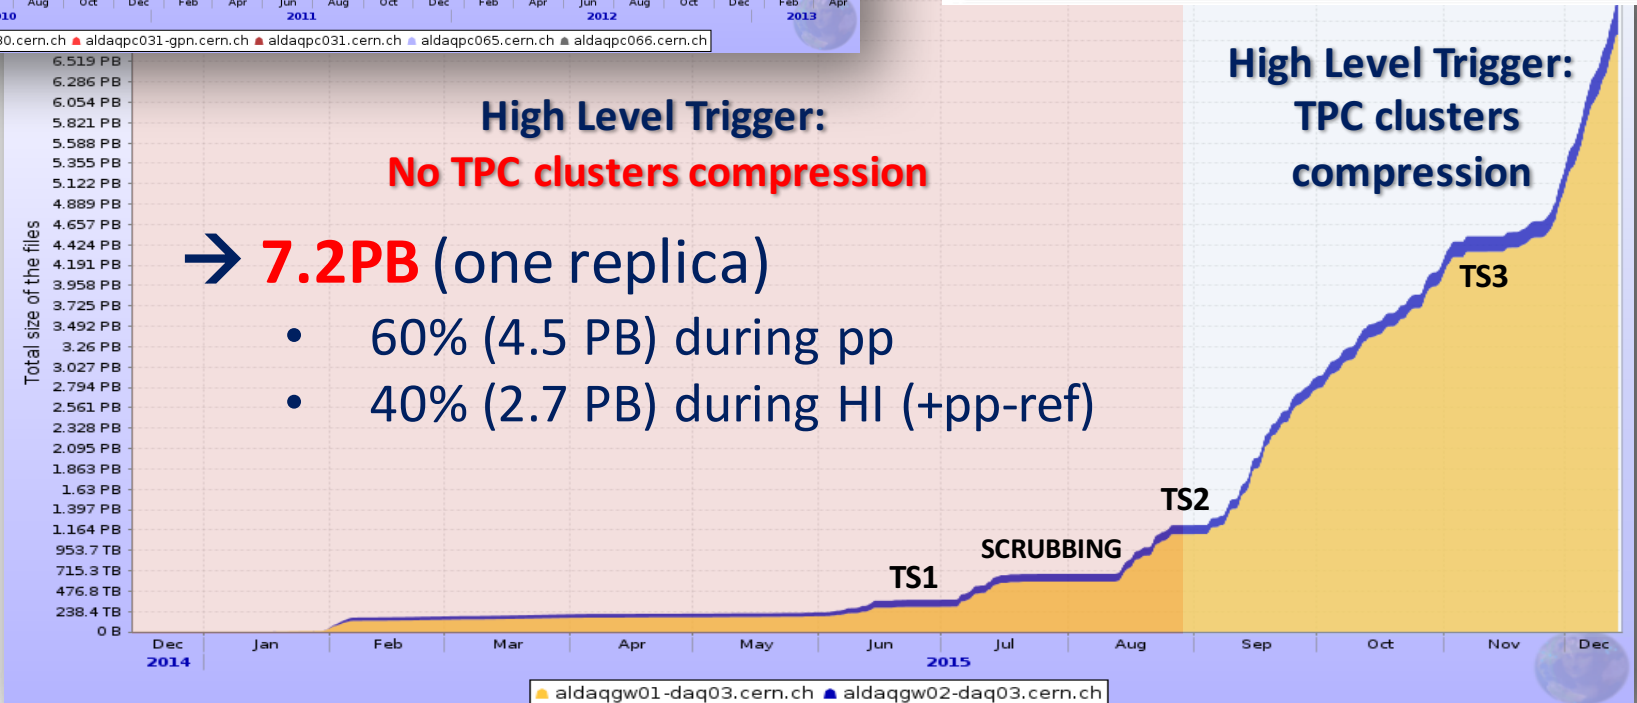 Aug Oct Dec Feb Apr Jun Aug Oct Dec Feb Apr Jun Aug Oct Dec Feb Apr
10 2011 2012 2013
30.cern.ch aldaqpc031-gpn.cern.ch aldaqpc031.cern.ch aldaqpc065.cern.ch aldaqpc066.cern.ch
High Level Trigger:
No TPC clusters compression
High Level Trigger:
TPC clusters
compression
→ 7.2PB (one replica)
• 60% (4.5 PB) during pp
• 40% (2.7 PB) during HI (+pp-ref)
Total size of the files
6.519 PB
6.286 PB
6.054 PB
5.821 PB
5.588 PB
5.355 PB
5.122 PB
4.889 PB
4.657 PB
4.424 PB
4.191 PB
3.958 PB
3.725 PB
3.492 PB
3.26 PB
3.027 PB
2.794 PB
2.561 PB
2.328 PB
2.095 PB
1.863 PB
1.63 PB
1.397 PB
1.164 PB
953.7 TB
715.3 TB
476.8 TB
238.4 TB
0 B
TS3
TS2
SCRUBBING
TS1
Dec Jan Feb Mar Apr May Jun Jul Aug Sep Oct Nov Dec
2014 2015
aldaqgw01-daq03.cern.ch aldaqgw02-daq03.cern.ch